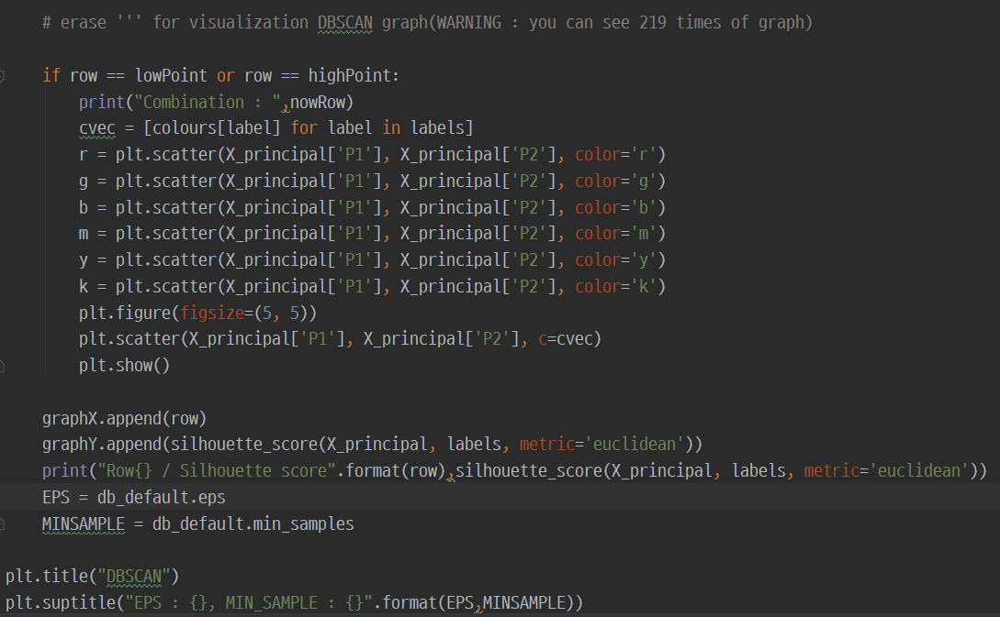 # erase ''' for visualization DBSCAN graph(WARNING : you can see 219 times of graph)
if row == lowPoint or row == highPoint:
print("Combination : ",nowRow)
cvec = [colours[label] for label in labels]
r = plt.scatter(X_principal['P1'], X_principal['P2'], color='r')
g = plt.scatter(X_principal['P1'], X_principal['P2'], color='g')
b = plt.scatter(X_principal['P1'], X_principal['P2'], color='b')
m = plt.scatter(X_principal['P1'], X_principal['P2'], color='m')
y = plt.scatter(X_principal['P1'], X_principal['P2'], color='y')
k = plt.scatter(X_principal['P1'], X_principal['P2'], color='k')
plt.figure(figsize=(5, 5))
plt.scatter(X_principal['P1'], X_principal['P2'], c=cvec)
plt.show()
graphX.append(row)
graphY.append(silhouette_score(X_principal, labels, metric='euclidean'))
print("Row{} / Silhouette score".format(row),silhouette_score(X_principal, labels, metric='euclidean'))
EPS = db_default.eps
MINSAMPLE = db_default.min_samples
plt.title("DBSCAN")
plt.suptitle("EPS : {}, MIN_SAMPLE : {}".format(EPS,MINSAMPLE))